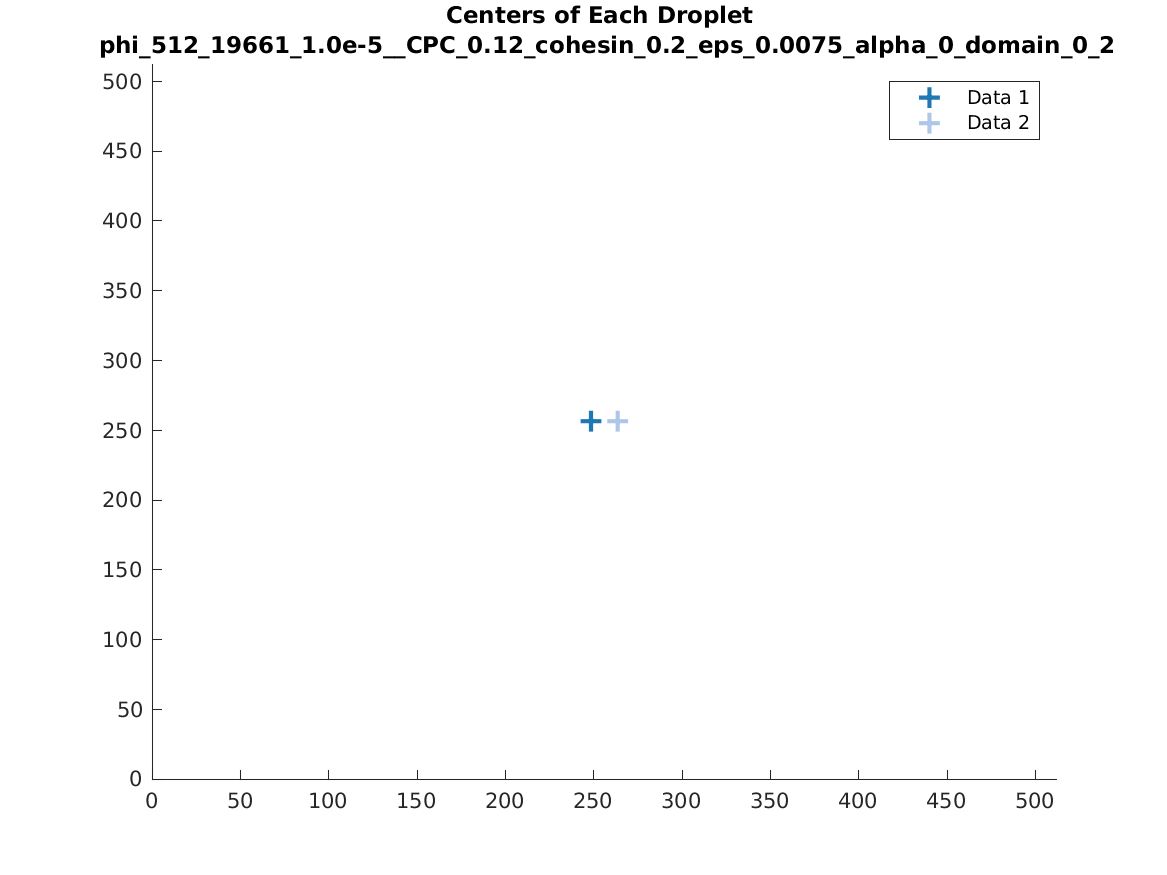 Centers of Each Droplet
phi_512_19661_1.0e-5__CPC_0.12_cohesin_0.2_eps_0.0075_alpha_0_domain_0_2
Data 1
Data 2
500
450
400
350
300
250
200
150
100
50
0
0 50 100 150 200 250 300 350 400 450 500